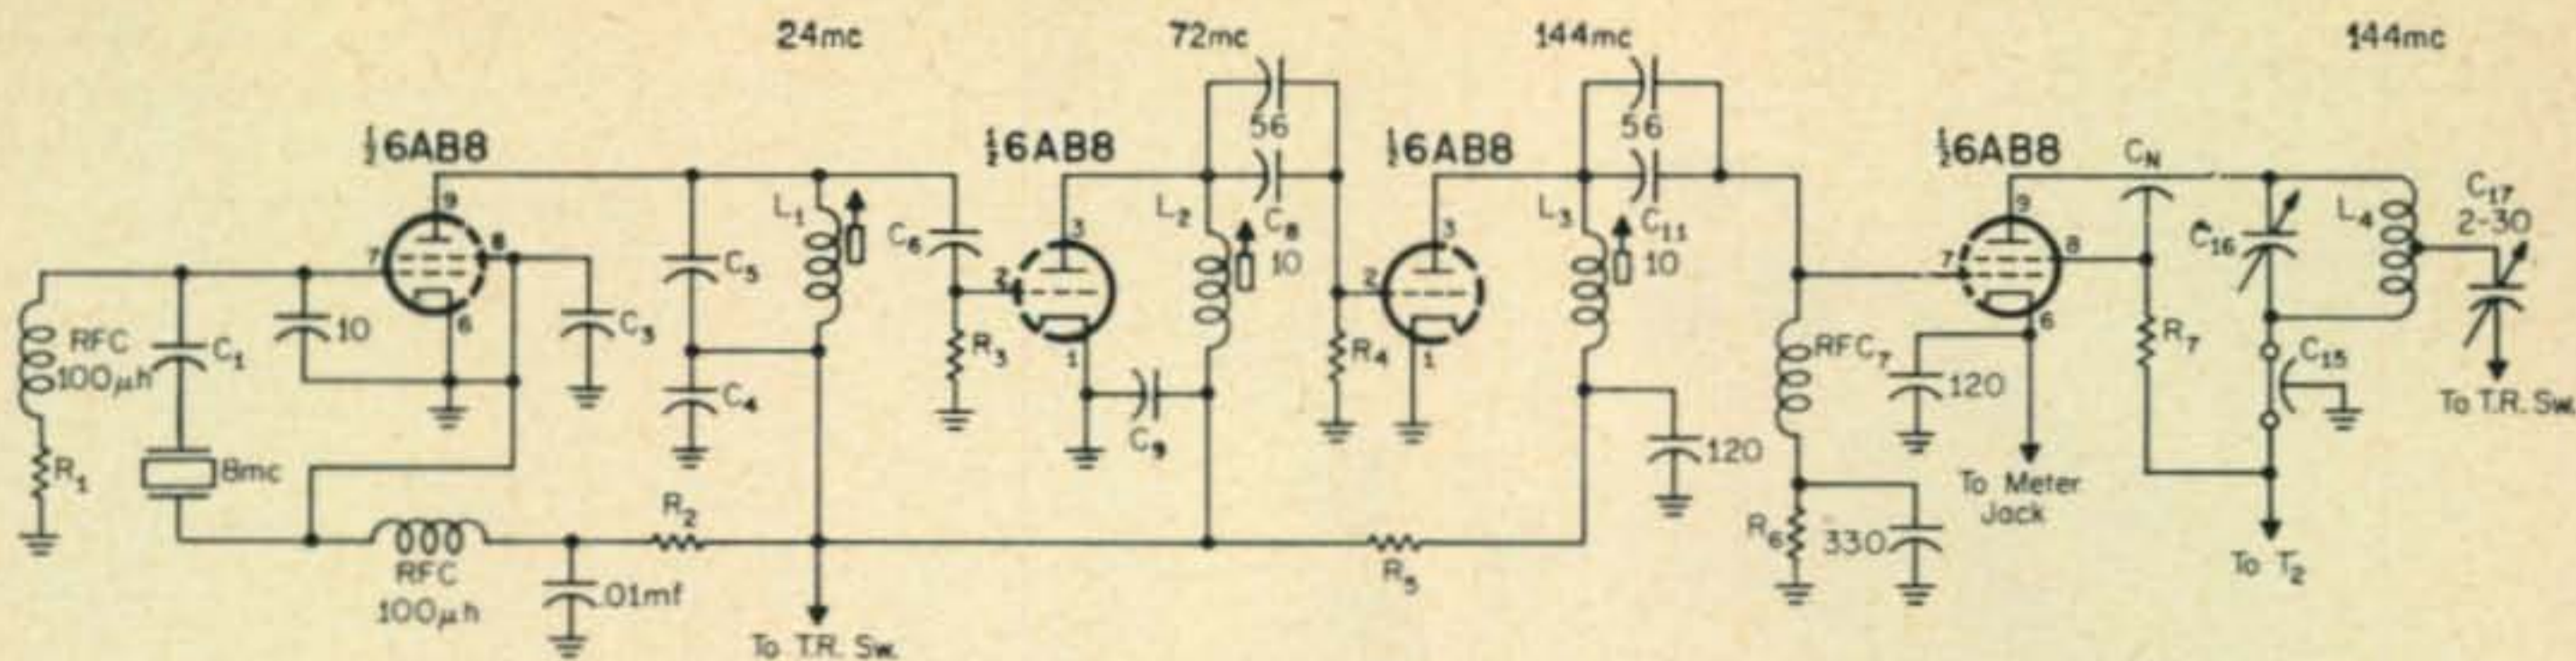 24mc
72mc
144mc
144mc
½6AB8
½6AB8
½6AB8
½6AB8
56
56
CN
C17
2-30
L1
C6
L2
C8
10
L3
C11
10
C16
L4
9
8
7
6
3
2
1
3
2
1
9
8
7
6
RFC
100µh
C1
10
C3
C5
C4
R3
C9
R4
120
RFC7
120
R7
C15
To T.R. Sw.
R1
8mc
R2
R5
R6
330
To Meter
Jack
To T2
RFC
100µh
.01mf
To T.R. Sw.